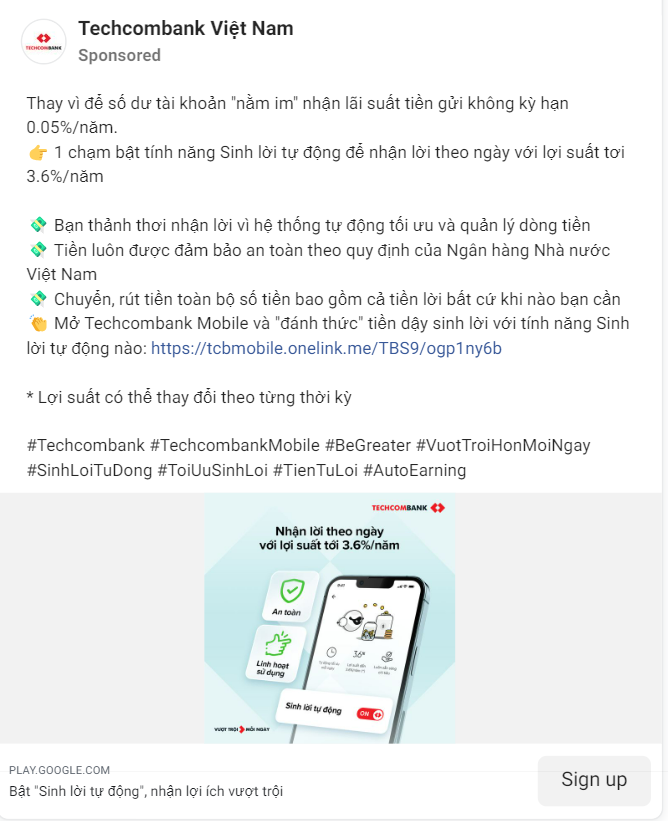 Techcombank Việt Nam
Sponsored
TECHCOMBANK
Thay vì để số dư tài khoản "nằm im" nhận lãi suất tiền gửi không kỳ hạn
0.05%/năm.
👉 1 chạm bật tính năng Sinh lời tự động để nhận lời theo ngày với lợi suất tơi
3.6%/năm
💸 Bạn thảnh thơi nhận lời vì hệ thống tự động tối ưu và quản lý dòng tiền
💸 Tiền luôn được đảm bảo an toàn theo quy định của Ngân hàng Nhà nước
Việt Nam
💸 Chuyển, rút tiền toàn bộ số tiền bao gồm cả tiền lời bất cứ khi nào bạn cần
👏 Mở Techcombank Mobile và "đánh thức" tiền dậy sinh lời với tính năng Sinh
lời tự động nào: https://tcbmobile.onelink.me/TBS9/ogp1ny6b
* Lợi suất có thể thay đổi theo từng thời kỳ
#Techcombank #TechcombankMobile #BeGreater #VuotTroiHonMoiNgay
#SinhLoiTuDong #ToiUuSinhLoi #TienTuLoi #AutoEarning
TECHCOMBANK
Nhận lời theo ngày
với lợi suất tới 3.6%/năm
An toàn
Linh hoạt
sử dụng
Sinh lời tự động
ON
VƯỢT TRỘI MỖI NGÀY
PLAY.GOOGLE.COM
Bật "Sinh lời tự động", nhận lợi ích vượt trội
Sign up